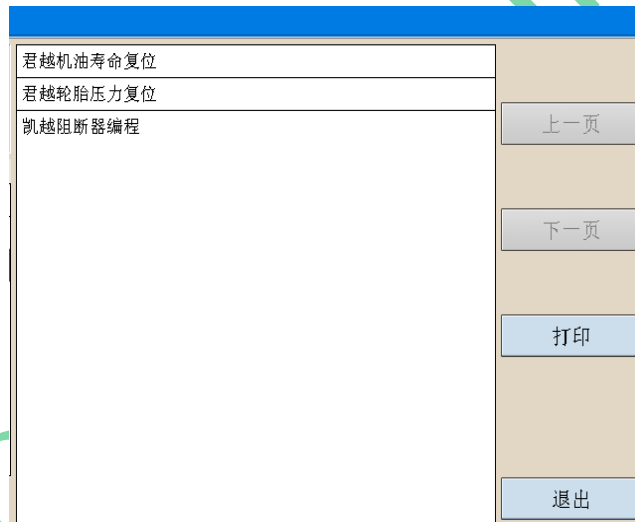 君越机油寿命复位
君越轮胎压力复位
凯越阻断器编程
上一页
下一页
打印
退出